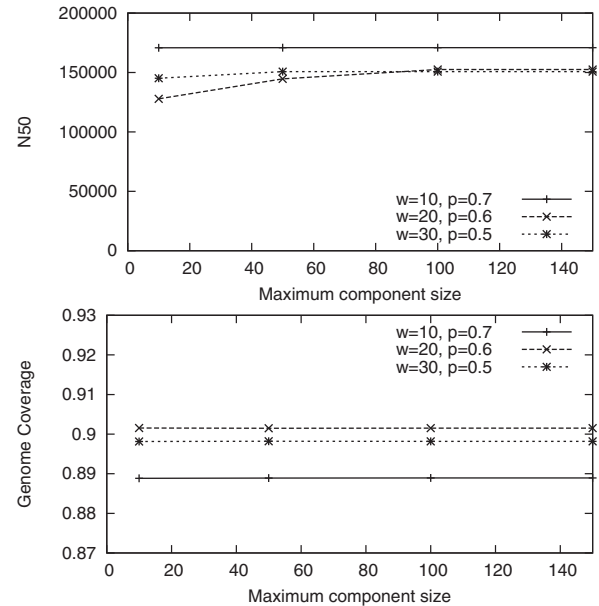 200000
150000
100000
50000
0
N50
w=10, p=0.7
w=20, p=0.6
w=30, p=0.5
0 20 40 60 80 100 120 140
Maximum component size
0.93
0.92
0.91
0.9
0.89
0.88
0.87
Genome Coverage
w=10, p=0.7
w=20, p=0.6
w=30, p=0.5
0 20 40 60 80 100 120 140
Maximum component size